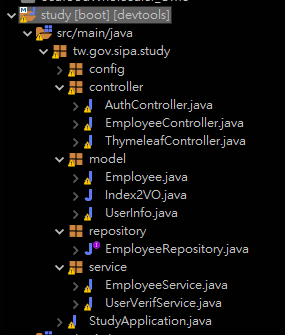 study [boot] [devtools]
src/main/java
tw.gov.sipa.study
config
controller
AuthController.java
EmployeeController.java
ThymeleafController.java
model
Employee.java
Index2VO.java
UserInfo.java
repository
EmployeeRepository.java
service
EmployeeService.java
UserVerifService.java
StudyApplication.java